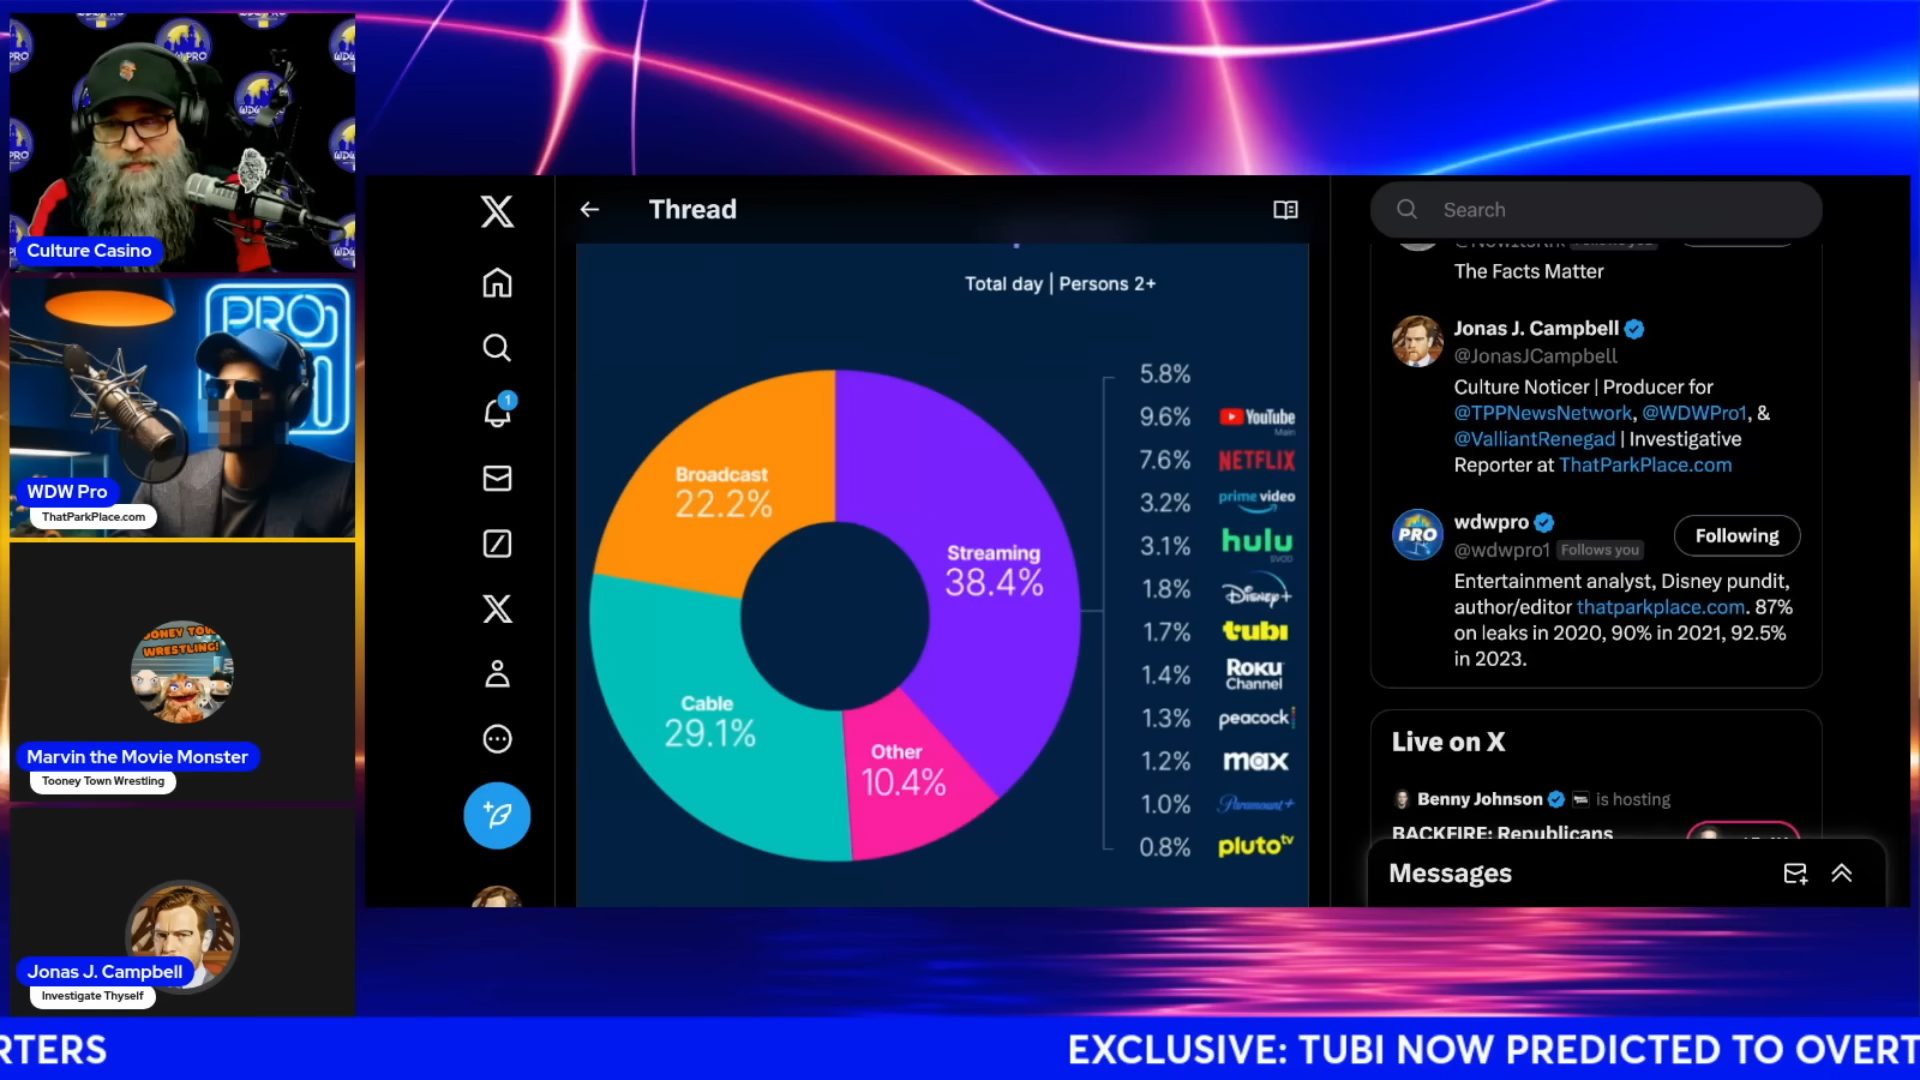 PRO
Culture Casino
PRO
WDW Pro
ThatParkPlace.com
TOONEY TOWN
WRESTLING!
Marvin the Movie Monster
Tooney Town Wrestling
Jonas J. Campbell
Investigate Thyself
1
Thread
Total day | Persons 2+
Broadcast
22.2%
Streaming
38.4%
Cable
29.1%
Other
10.4%
5.8%
9.6% YouTube
Main
7.6% NETFLIX
3.2% prime video
3.1% hulu
SVOD
1.8% Disney+
1.7% tubi
1.4% Roku
Channel
1.3% peacock
1.2% max
1.0% Paramount+
0.8% pluto tv
Search
The Facts Matter
Jonas J. Campbell
@JonasJCampbell
Culture Noticer | Producer for
@TPPNewsNetwork, @WDWPro1, &
@ValliantRenegad | Investigative
Reporter at ThatParkPlace.com
PRO
wdwpro
@wdwpro1 Follows you
Following
Entertainment analyst, Disney pundit,
author/editor thatparkplace.com. 87%
on leaks in 2020, 90% in 2021, 92.5%
in 2023.
Live on X
Benny Johnson is hosting
BACKFIRE: Republicans
Messages
RTERS
EXCLUSIVE: TUBI NOW PREDICTED TO OVERT